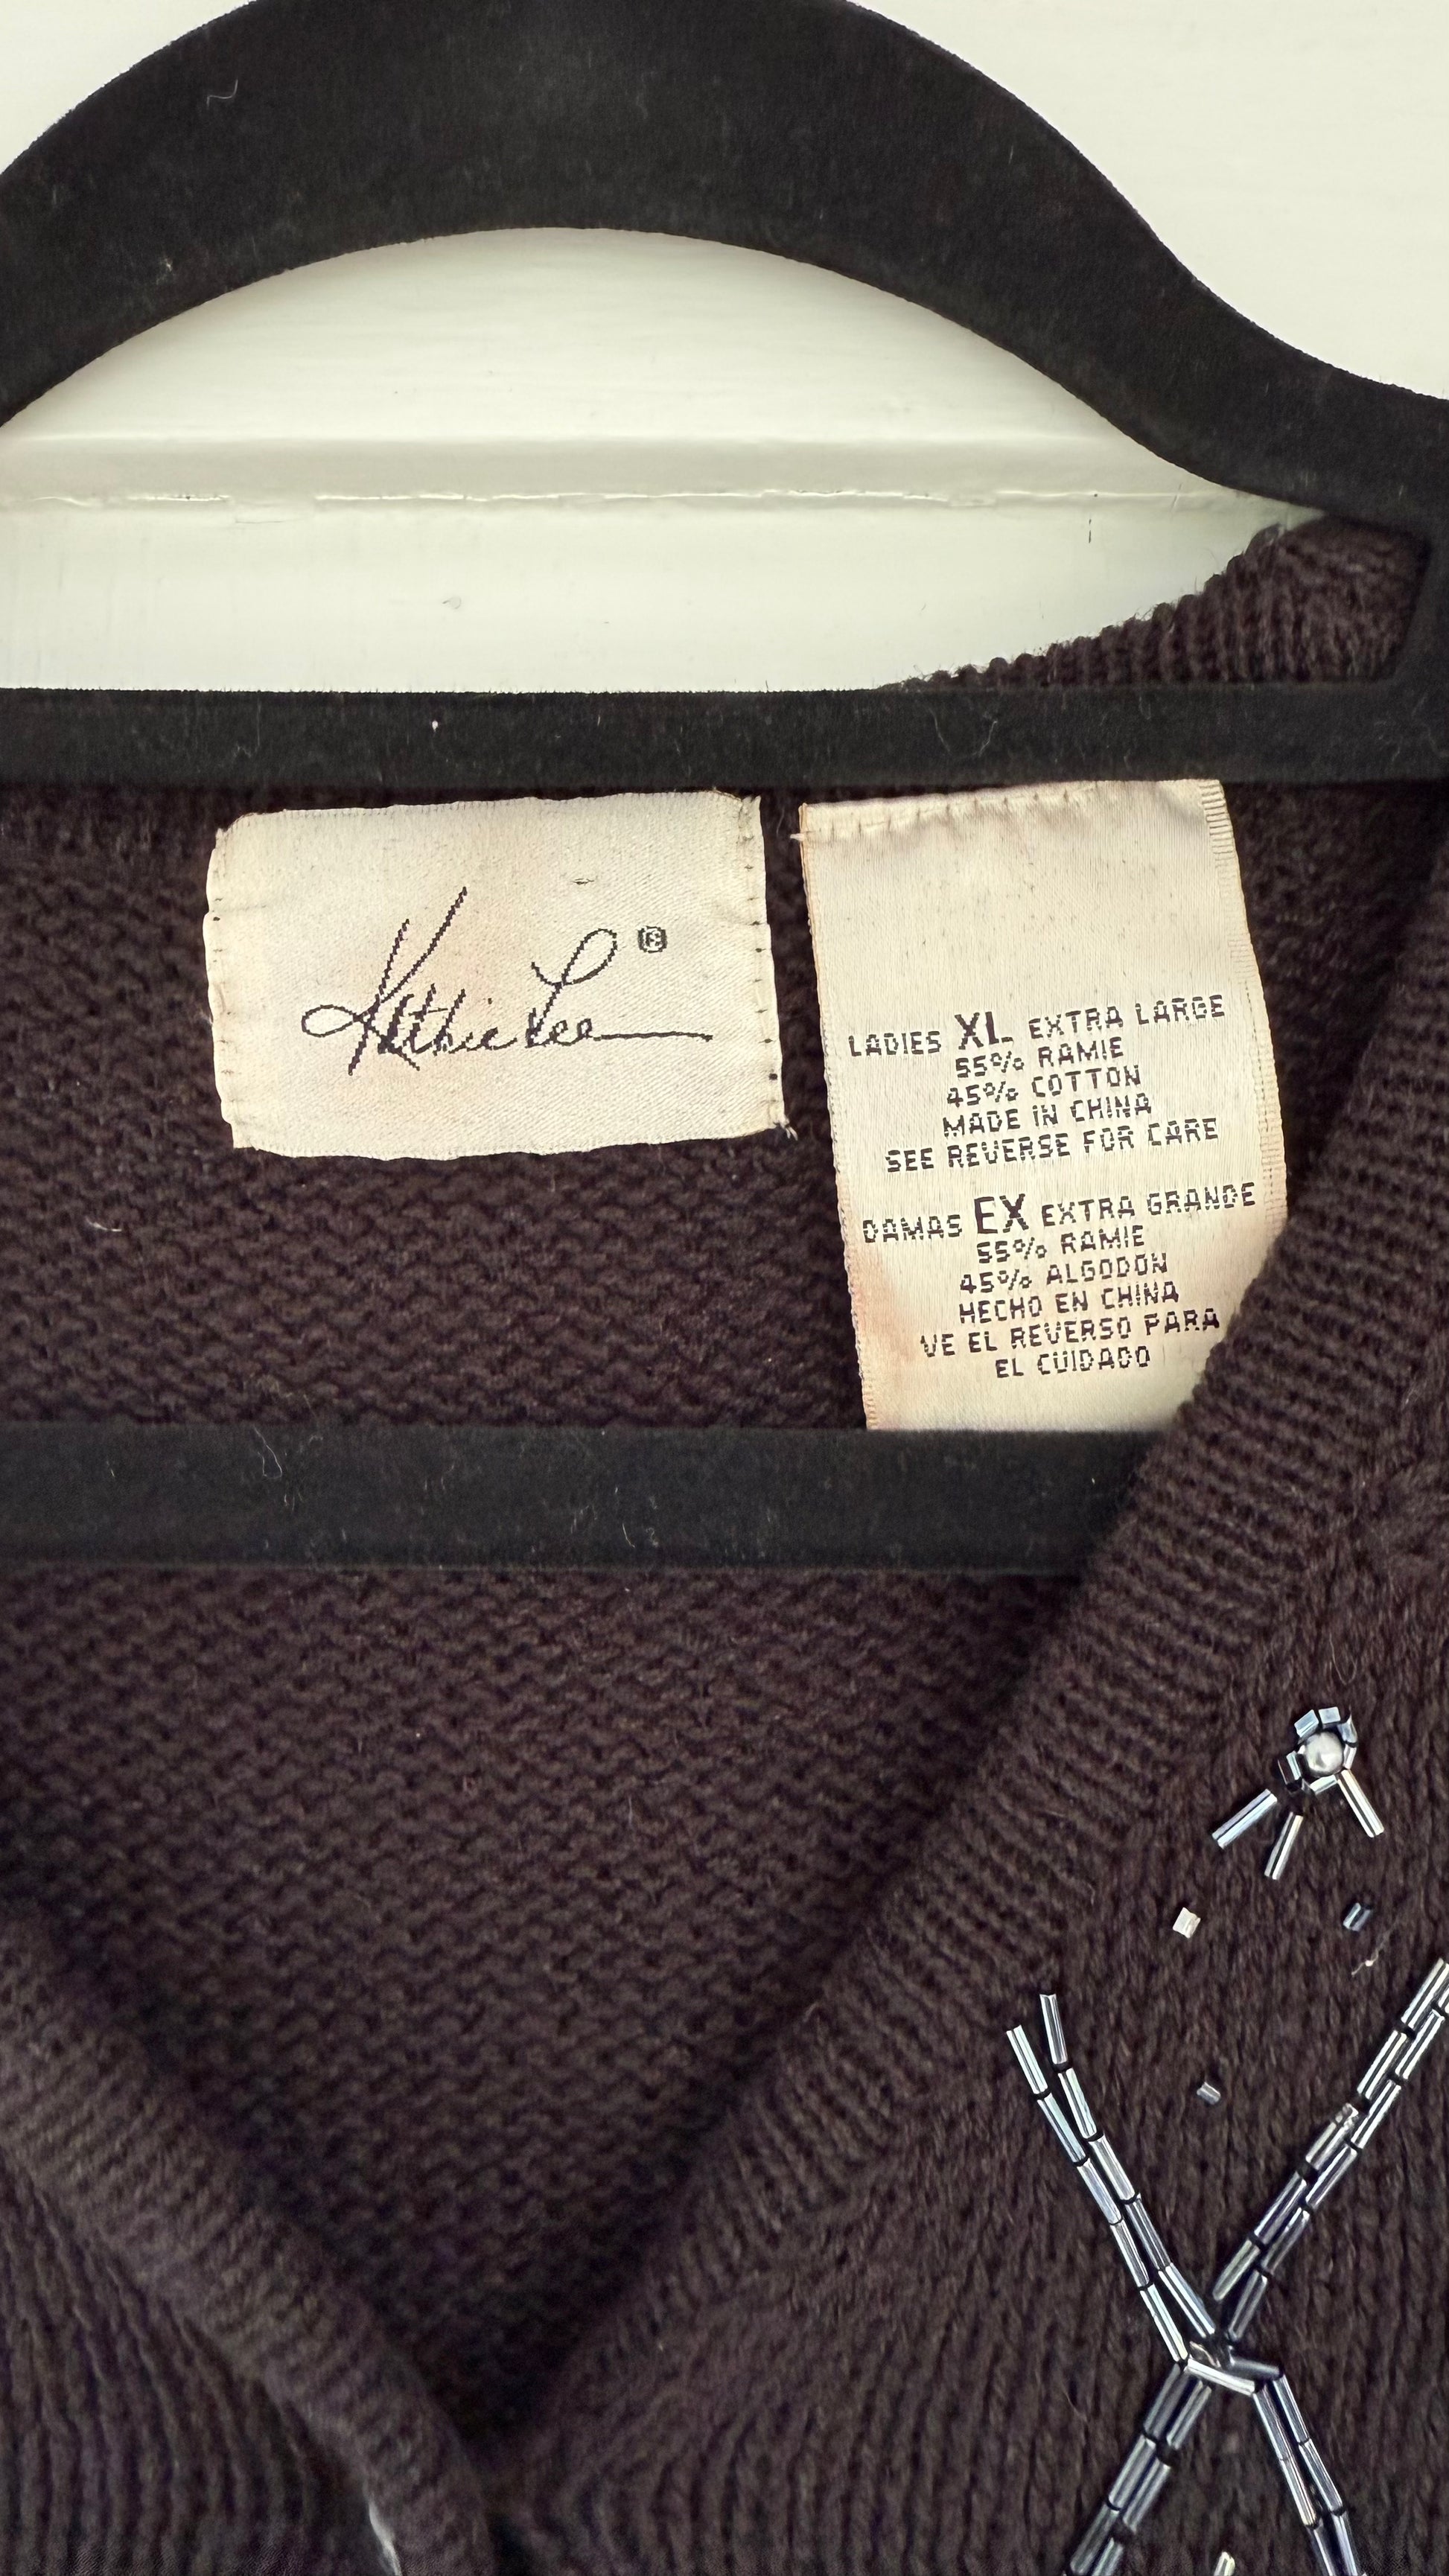 Kathie Lee®
LADIES XL EXTRA LARGE
55% RAMIE
45% COTTON
MADE IN CHINA
SEE REVERSE FOR CARE
DAMAS EX EXTRA GRANDE
55% RAMIE
45% ALGODON
HECHO EN CHINA
VE EL REVERSO PARA
EL CUIDADO